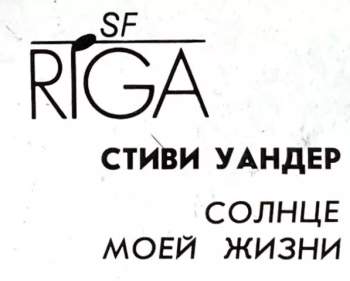 SF
RIGA
СТИВИ УАНДЕР
СОЛНЦЕ
МОЕЙ ЖИЗНИ